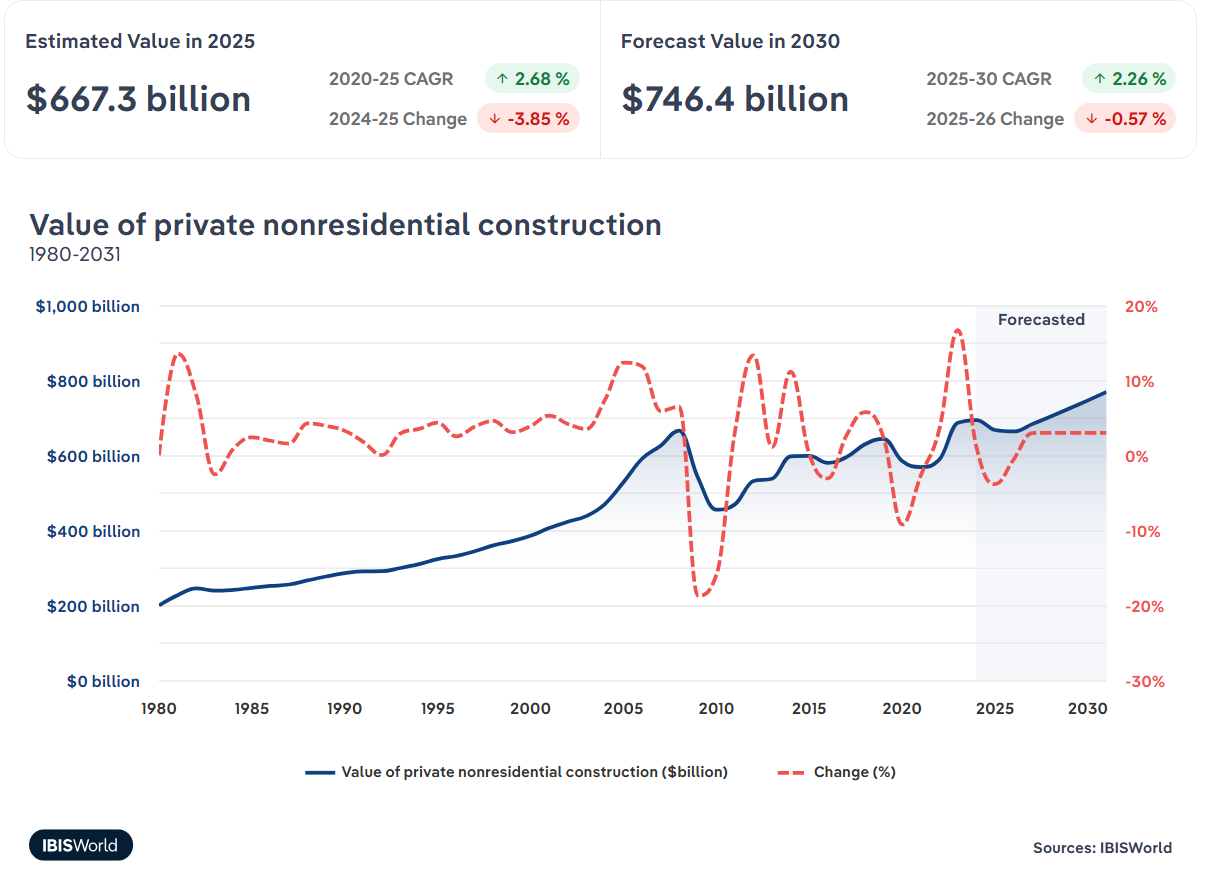 Estimated Value in 2025
$667.3 billion
2020-25 CAGR ↑ 2.68 %
2024-25 Change ↓ -3.85 %
Forecast Value in 2030
$746.4 billion
2025-30 CAGR ↑ 2.26 %
2025-26 Change ↓ -0.57 %
Value of private nonresidential construction
1980-2031
$1,000 billion
$800 billion
$600 billion
$400 billion
$200 billion
$0 billion
Forecasted
20%
10%
0%
-10%
-20%
-30%
1980 1985 1990 1995 2000 2005 2010 2015 2020 2025 2030
Value of private nonresidential construction ($billion) Change (%)
IBISWorld
Sources: IBISWorld